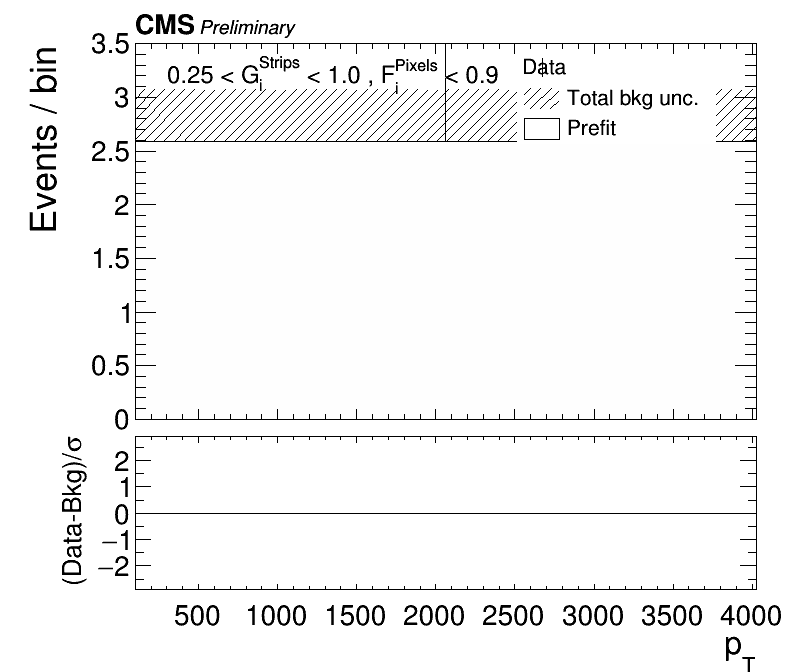 CMS Preliminary
Events / bin
3.5
3
2.5
2
1.5
1
0.5
0
0.25 < G_i^Strips < 1.0 , F_i^Pixels < 0.9
Data
Total bkg unc.
Prefit
(Data-Bkg)/σ
2
1
0
−1
−2
500 1000 1500 2000 2500 3000 3500 4000
p_T